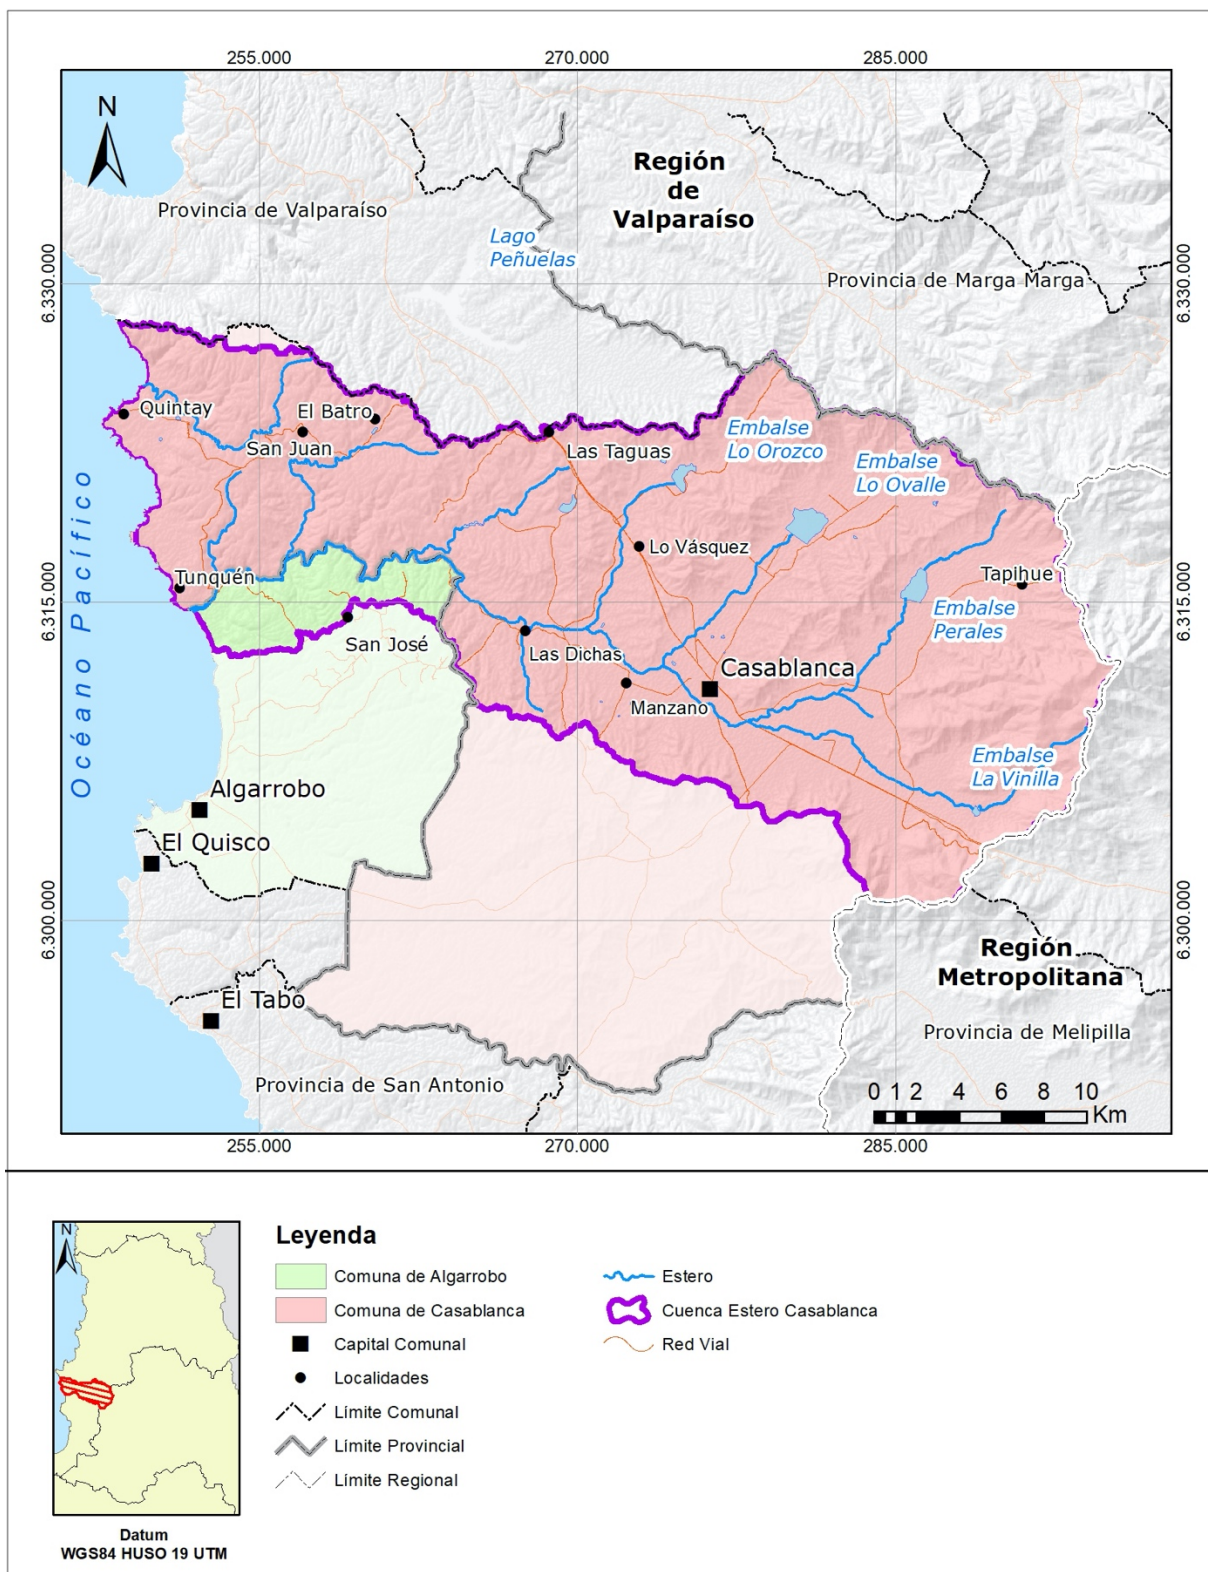 255.000
270.000
285.000
N
Región
de
Valparaíso
Provincia de Valparaíso
Lago
Peñuelas
Provincia de Marga Marga
6.330.000
6.330.000
Quintay
El Batro
San Juan
Las Taguas
Embalse
Lo Orozco
Embalse
Lo Ovalle
Océano Pacífico
Lo Vásquez
Tunquén
Tapihue
6.315.000
6.315.000
Embalse
Perales
San José
Las Dichas
Casablanca
Manzano
Embalse
La Vinilla
Algarrobo
El Quisco
6.300.000
6.300.000
Región
Metropolitana
El Tabo
Provincia de Melipilla
Provincia de San Antonio
0 1 2 4 6 8 10
Km
255.000
270.000
285.000
N
Leyenda
Comuna de Algarrobo
Comuna de Casablanca
Capital Comunal
Localidades
Límite Comunal
Límite Provincial
Límite Regional
Estero
Cuenca Estero Casablanca
Red Vial
Datum
WGS84 HUSO 19 UTM